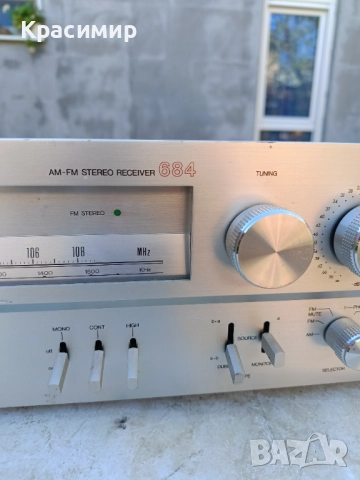 Красимир
AM-FM STEREO RECEIVER 684
TUNING
FM STEREO
106 108 MHz
1400 1600 KHz
MONO CONT HIGH
SOURCE
MONITOR
FM
MUTE
FM
AM
SELECTOR
BAZAR